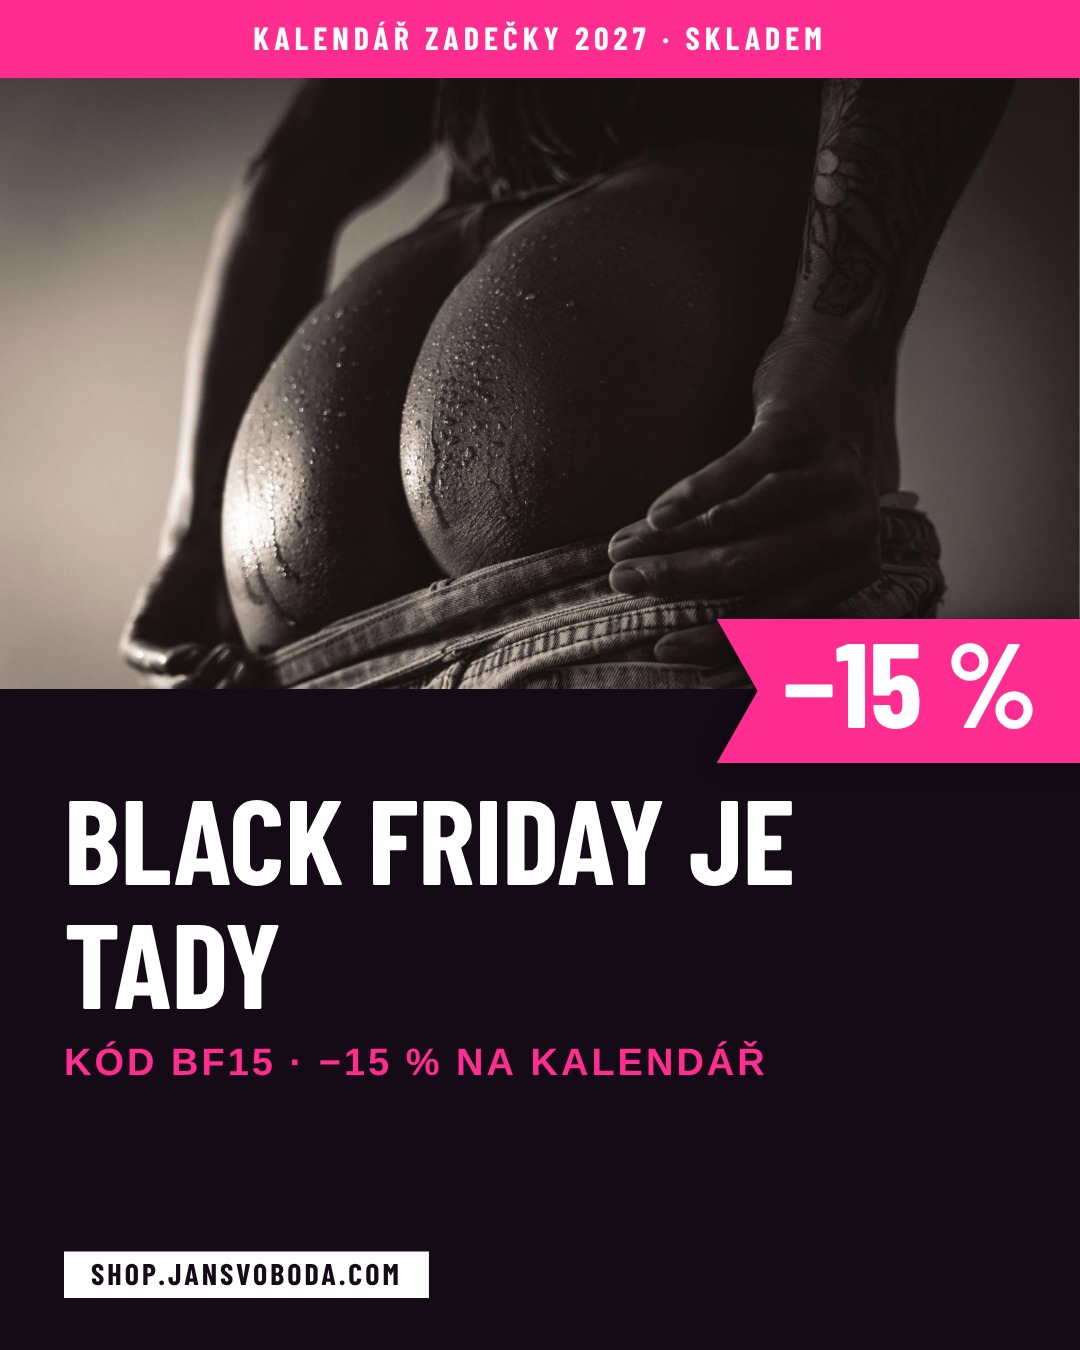 KALENDÁŘ ZADEČKY 2027 · SKLADEM
−15 %
BLACK FRIDAY JE
TADY
KÓD BF15 · −15 % NA KALENDÁŘ
SHOP.JANSVOBODA.COM